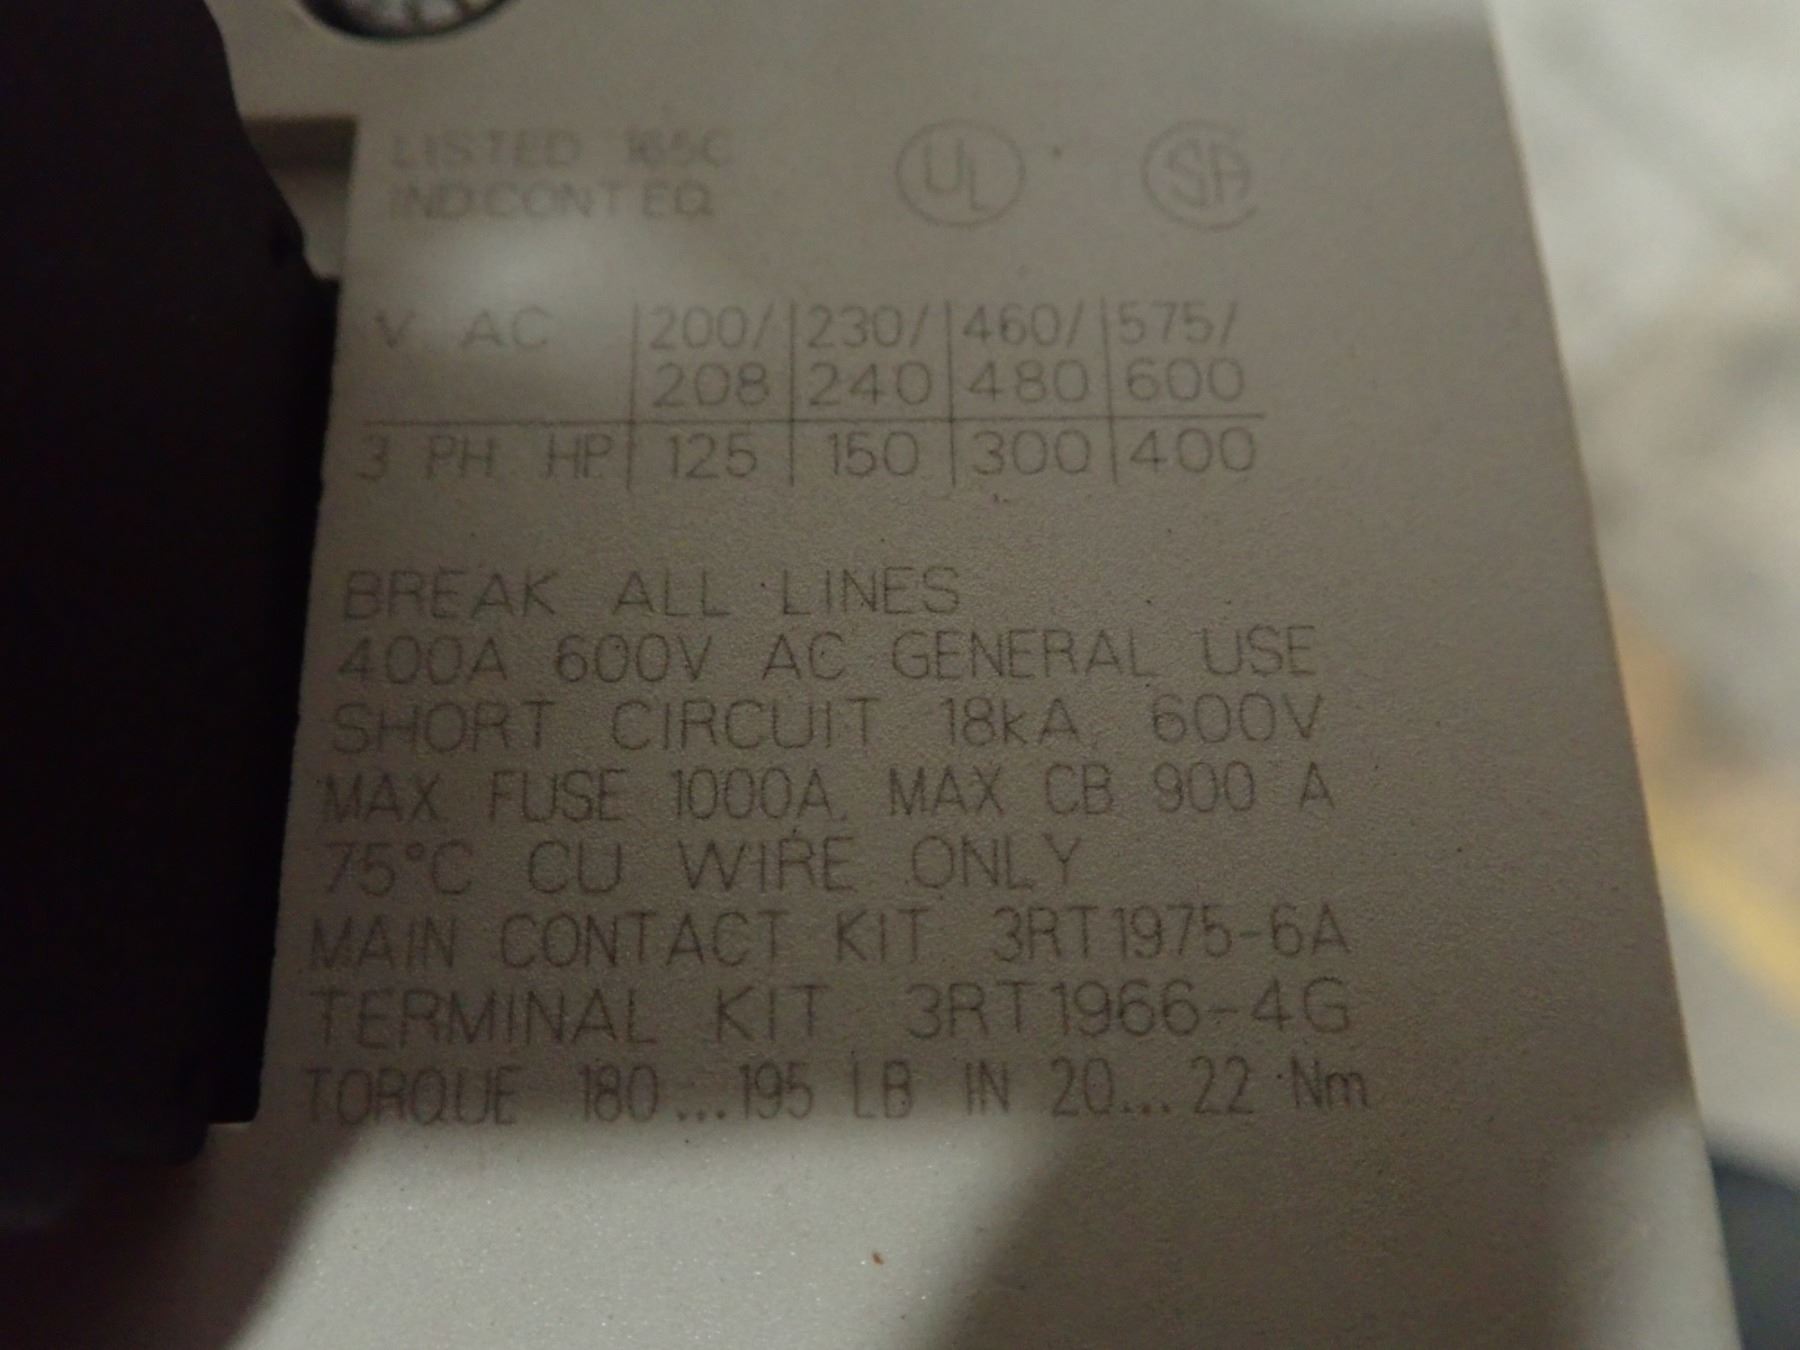 LISTED 165C
IND.CONT.EQ.
UL SA
V AC 200/ 230/ 460/ 575/
208 240 480 600
3 PH HP 125 150 300 400
BREAK ALL LINES
400A 600V AC GENERAL USE
SHORT CIRCUIT 18kA, 600V
MAX FUSE 1000A, MAX CB 900 A
75°C CU WIRE ONLY
MAIN CONTACT KIT 3RT1975-6A
TERMINAL KIT 3RT1966-4G
TORQUE 180...195 LB IN 20...22 Nm